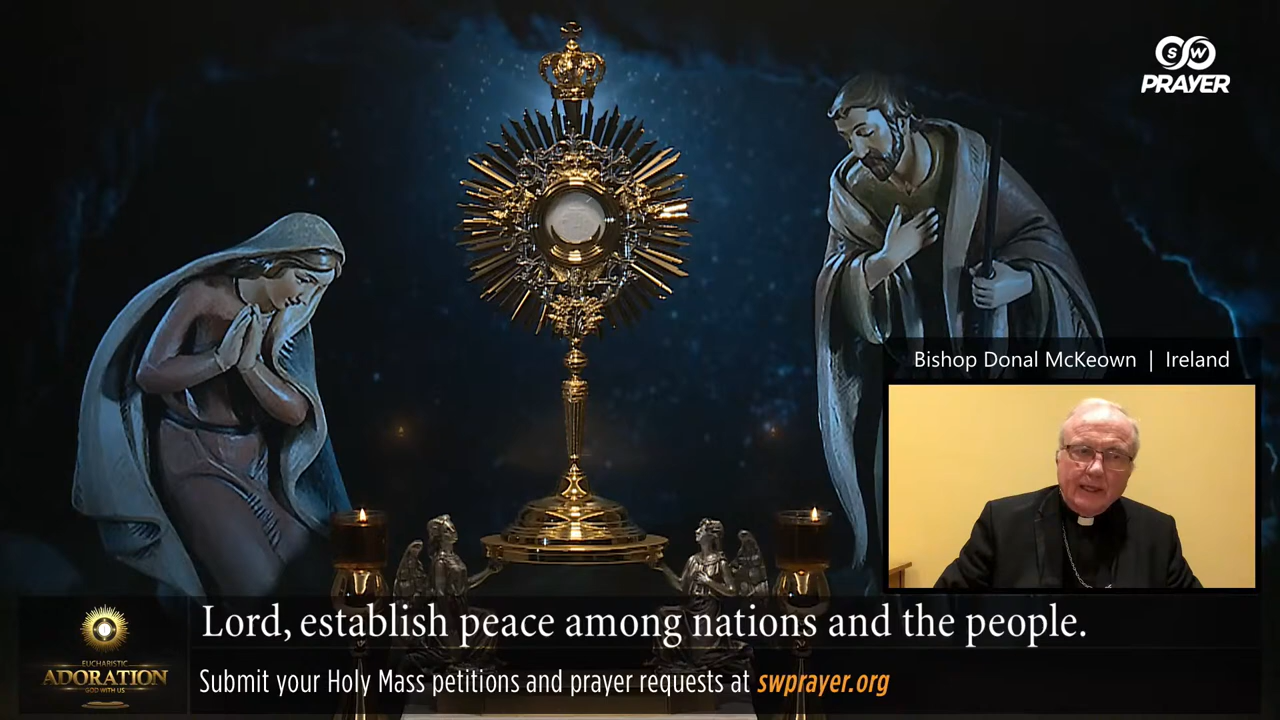 SW
PRAYER
Bishop Donal McKeown | Ireland
Lord, establish peace among nations and the people.
EUCHARISTIC
ADORATION
GOD WITH US
Submit your Holy Mass petitions and prayer requests at swprayer.org